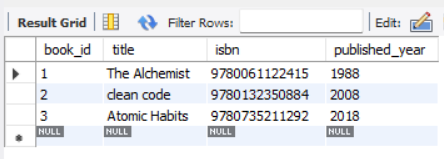 Result Grid Filter Rows: Edit:
book_id title isbn published_year
1 The Alchemist 9780061122415 1988
2 clean code 9780132350884 2008
3 Atomic Habits 9780735211292 2018
NULL NULL NULL NULL